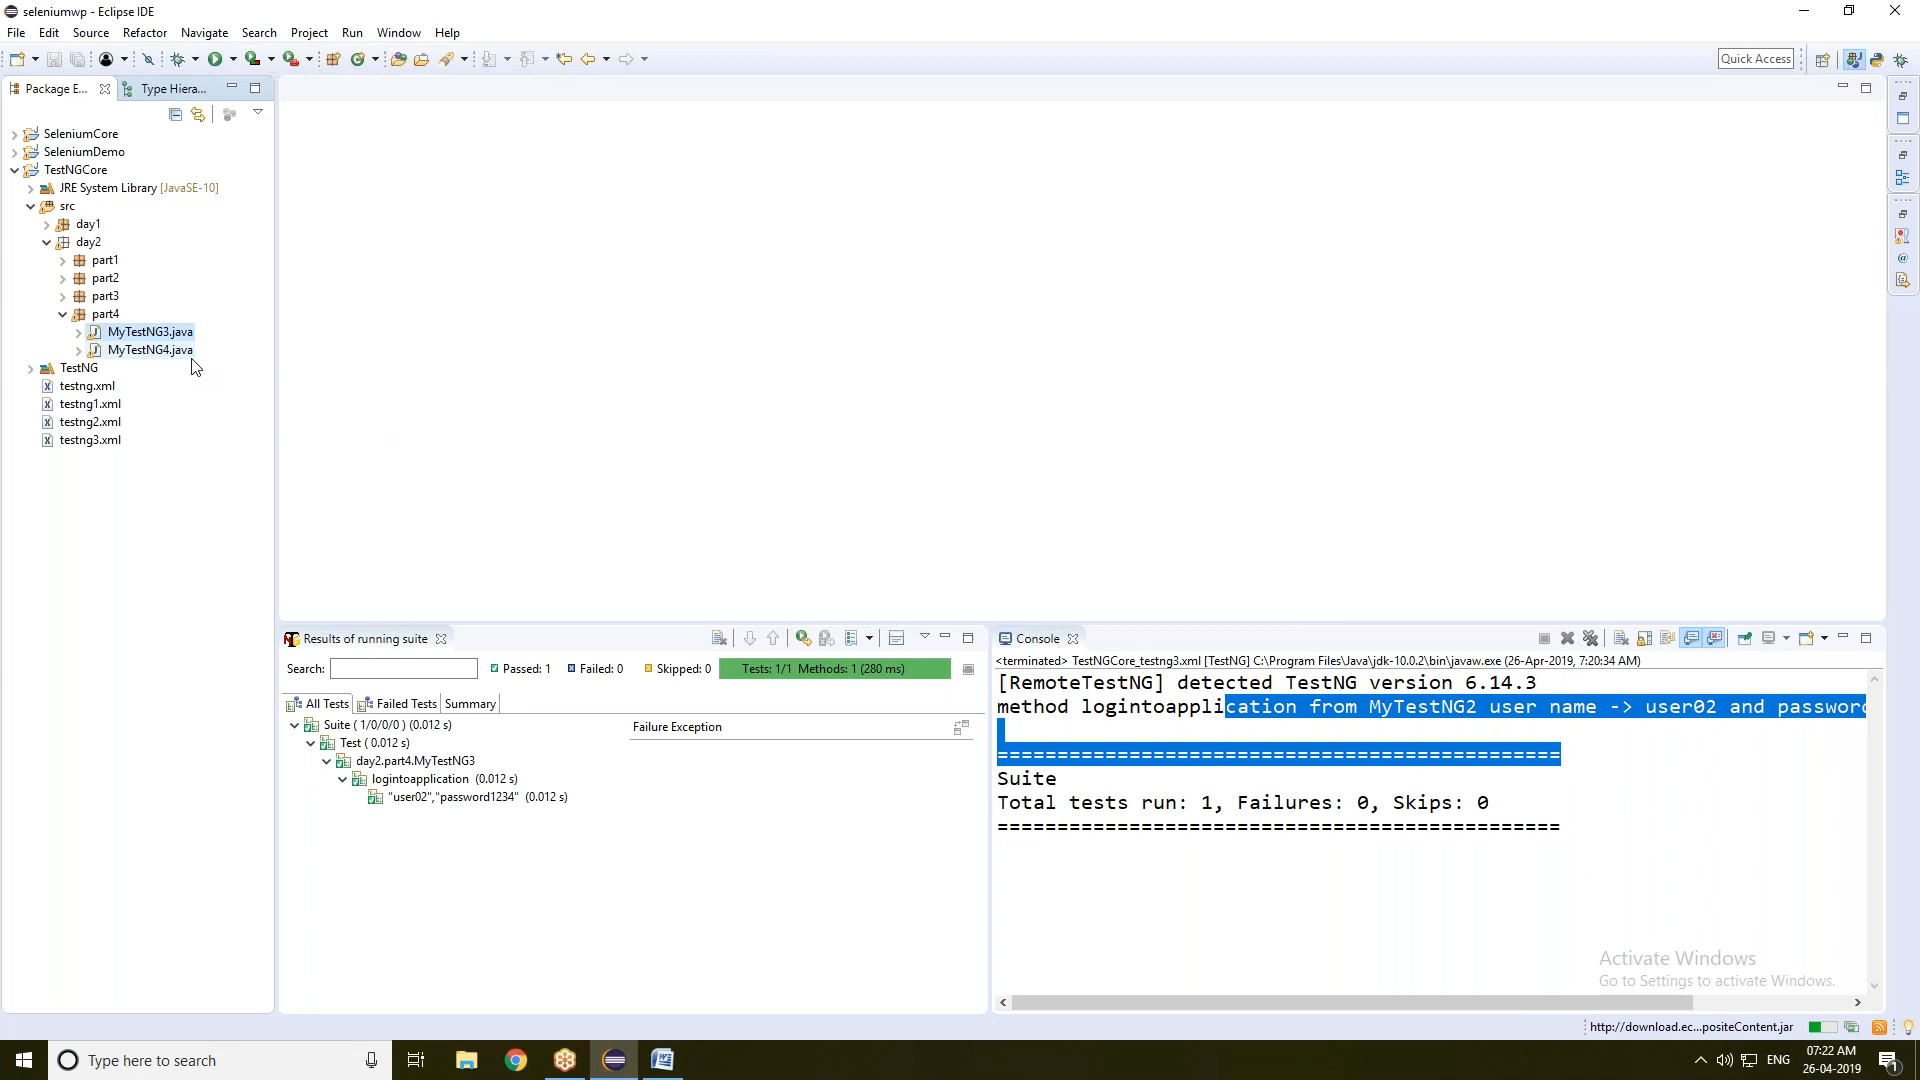 seleniumwp - Eclipse IDE
File Edit Source Refactor Navigate Search Project Run Window Help
Quick Access
Package E... Type Hiera...
SeleniumCore
SeleniumDemo
TestNGCore
JRE System Library [JavaSE-10]
src
day1
day2
part1
part2
part3
part4
MyTestNG3.java
MyTestNG4.java
TestNG
testng.xml
testng1.xml
testng2.xml
testng3.xml
Results of running suite
Search: Passed: 1 Failed: 0 Skipped: 0 Tests: 1/1 Methods: 1 (280 ms)
All Tests Failed Tests Summary
Suite ( 1/0/0/0 ) (0.012 s)
Failure Exception
Test ( 0.012 s)
day2.part4.MyTestNG3
logintoapplication (0.012 s)
"user02","password1234" (0.012 s)
Console
<terminated> TestNGCore_testng3.xml [TestNG] C:\Program Files\Java\jdk-10.0.2\bin\javaw.exe (26-Apr-2019, 7:20:34 AM)
[RemoteTestNG] detected TestNG version 6.14.3
method logintoapplication from MyTestNG2 user name -> user02 and password
===============================================
Suite
Total tests run: 1, Failures: 0, Skips: 0
===============================================
Activate Windows
Go to Settings to activate Windows.
http://download.ec...positeContent.jar
Type here to search
ENG
07:22 AM
26-04-2019
1